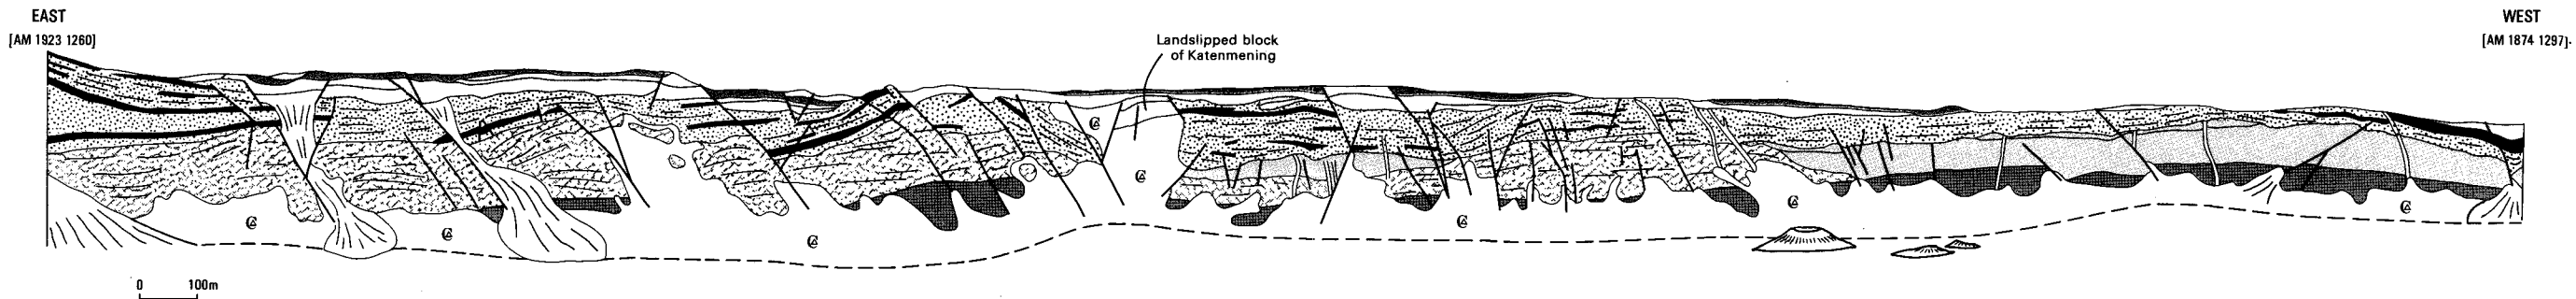 EAST
[AM 1923 1260]
WEST
[AM 1874 1297].
Landslipped block
of Katenmening
0 100m